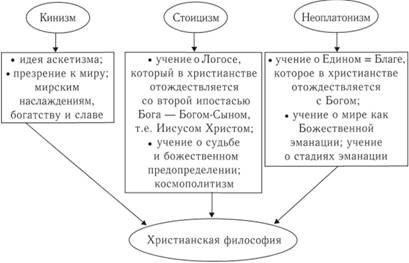 Кинизм
Стоицизм
Неоплатонизм
• идея аскетизма;
• презрение к миру;
мирским
наслаждениям,
богатству и славе
• учение о Логосе,
который в христианстве
отождествляется
со второй ипостасью
Бога — Богом-Сыном,
т.е. Иисусом Христом;
• учение о судьбе
и божественном
предопределении;
космополитизм
• учение о Едином = Благе,
которое в христианстве
отождествляется
с Богом;
• учение о мире как
Божественной
эманации; учение
о стадиях эманации
Христианская философия